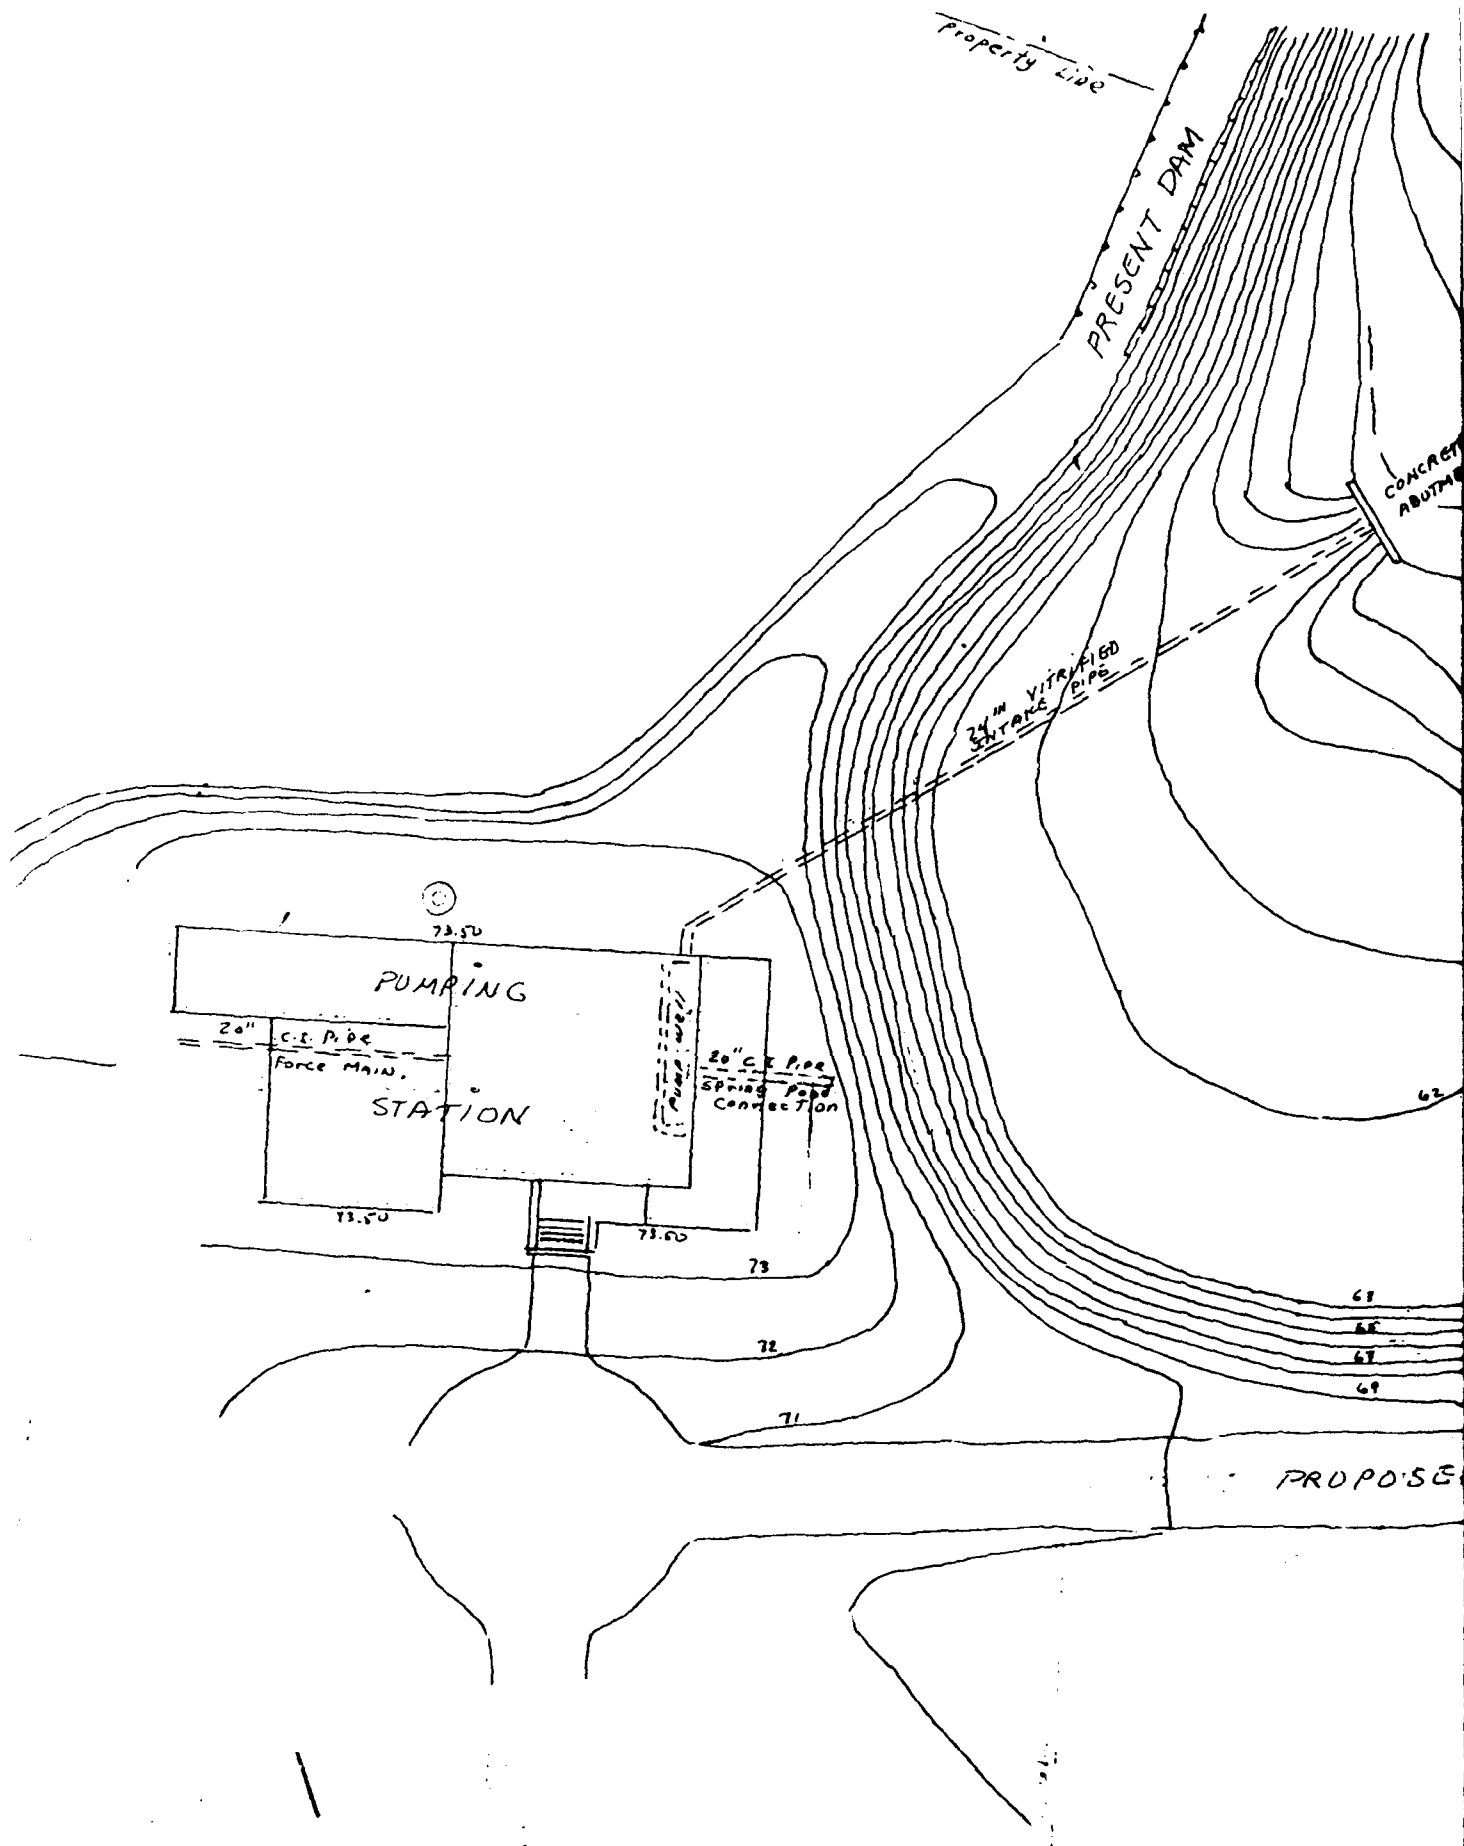 Property Line
PRESENT DAM
CONCRET
ABUTME
24"IN VITRIFIED
INTAKE PIPE
73.50
PUMPING
20" C.I. Pipe
Force MAIN.
PUMP WELL
20" C I Pipe
Spring Pond
Connection
STATION
62
73.50
73.50
73
63
65
67
69
72
71
PROPOSE